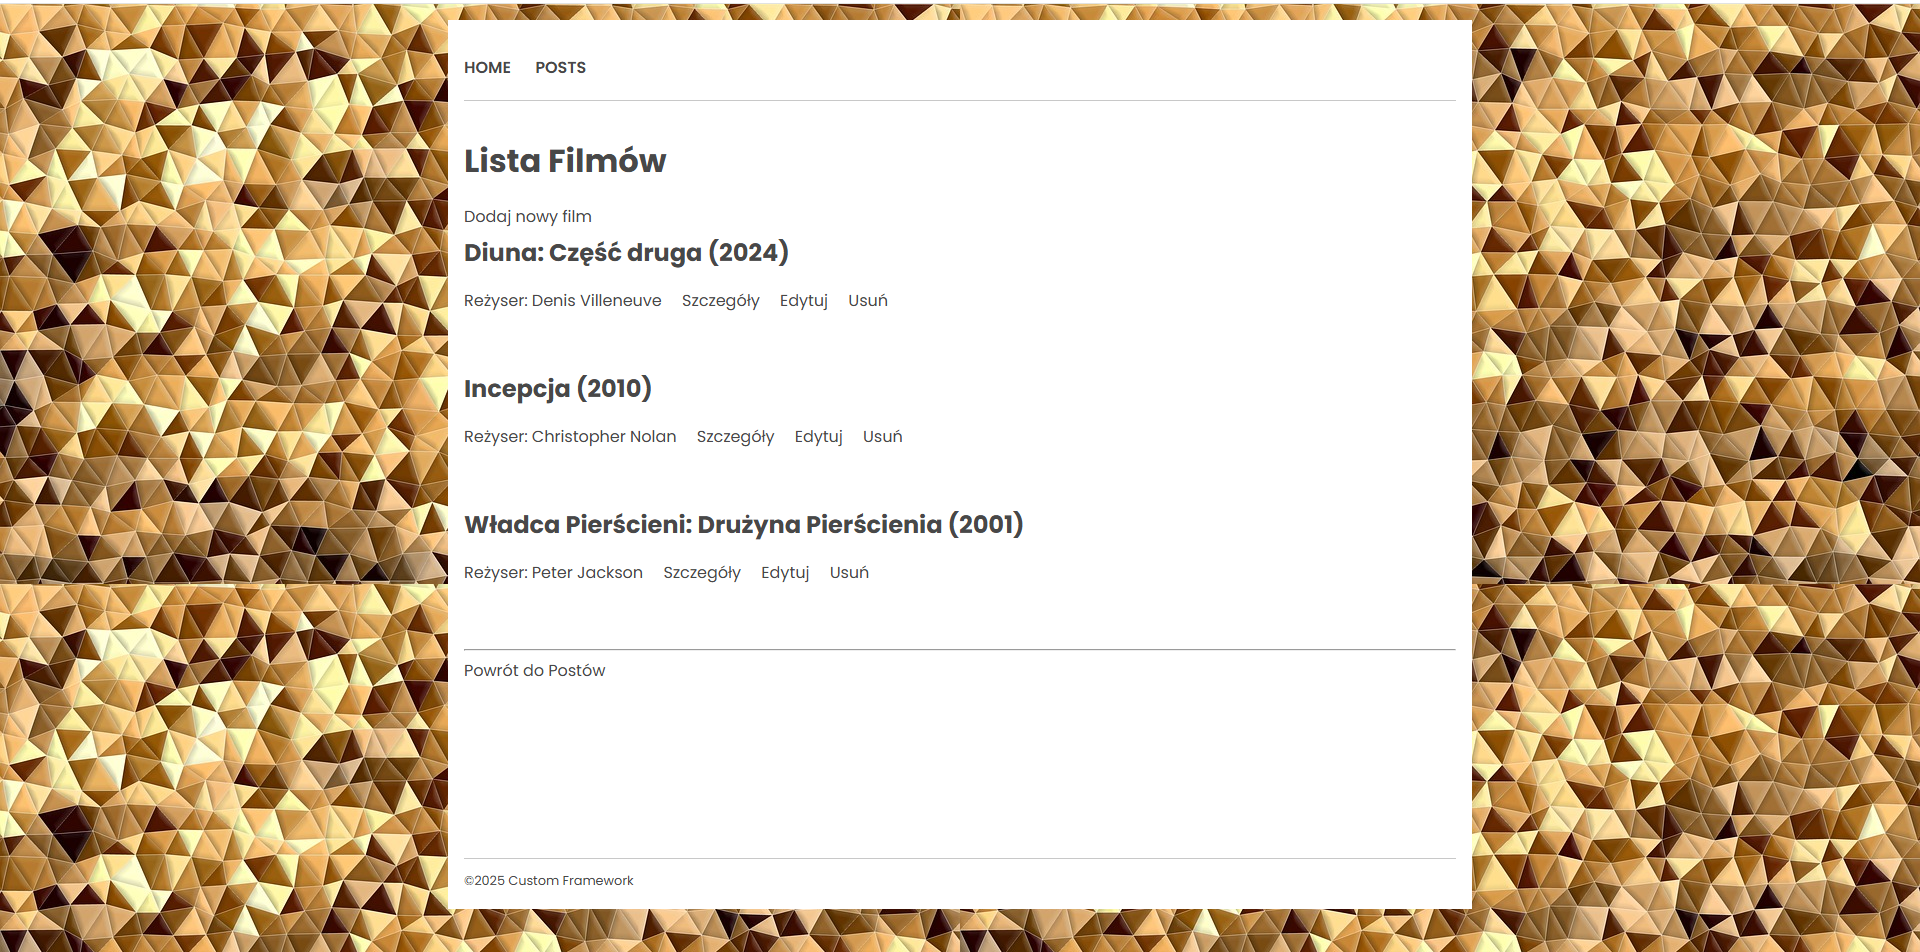 HOME POSTS
Lista Filmów
Dodaj nowy film
Diuna: Część druga (2024)
Reżyser: Denis Villeneuve Szczegóły Edytuj Usuń
Incepcja (2010)
Reżyser: Christopher Nolan Szczegóły Edytuj Usuń
Władca Pierścieni: Drużyna Pierścienia (2001)
Reżyser: Peter Jackson Szczegóły Edytuj Usuń
Powrót do Postów
©2025 Custom Framework